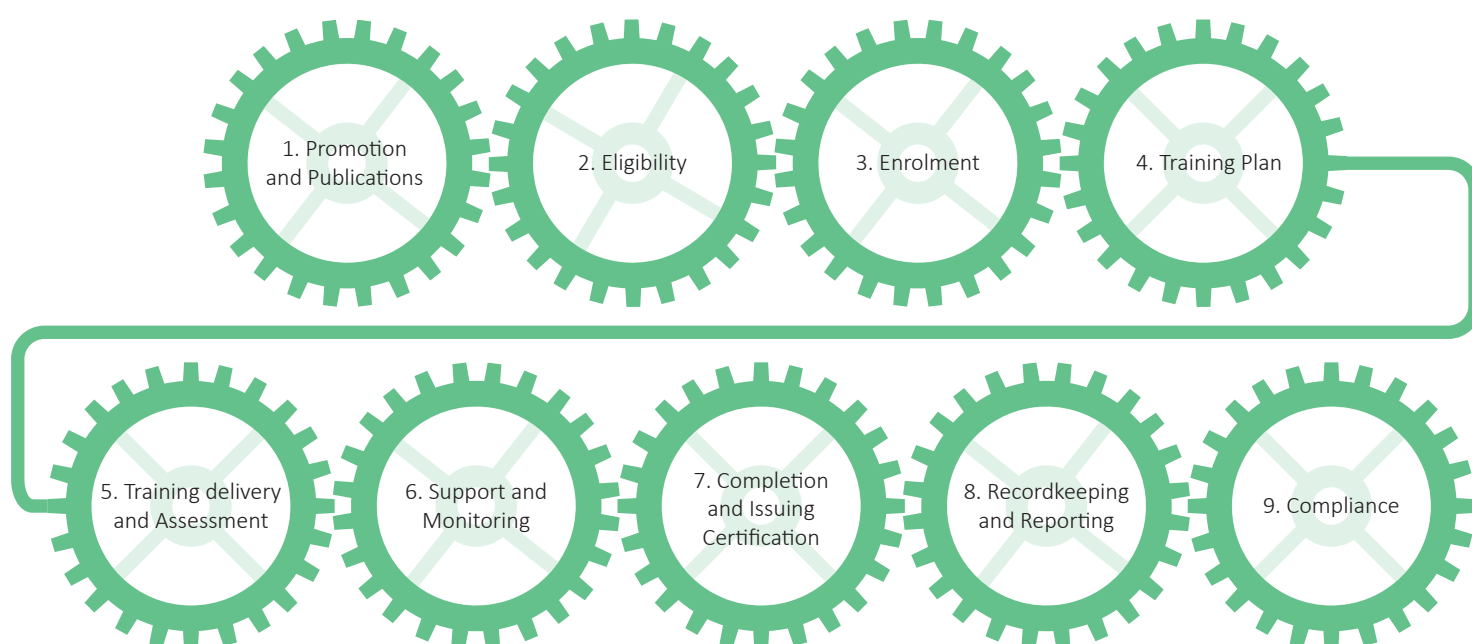 1. Promotion
and Publications
2. Eligibility
3. Enrolment
4. Training Plan
5. Training delivery
and Assessment
6. Support and
Monitoring
7. Completion
and Issuing
Certification
8. Recordkeeping
and Reporting
9. Compliance